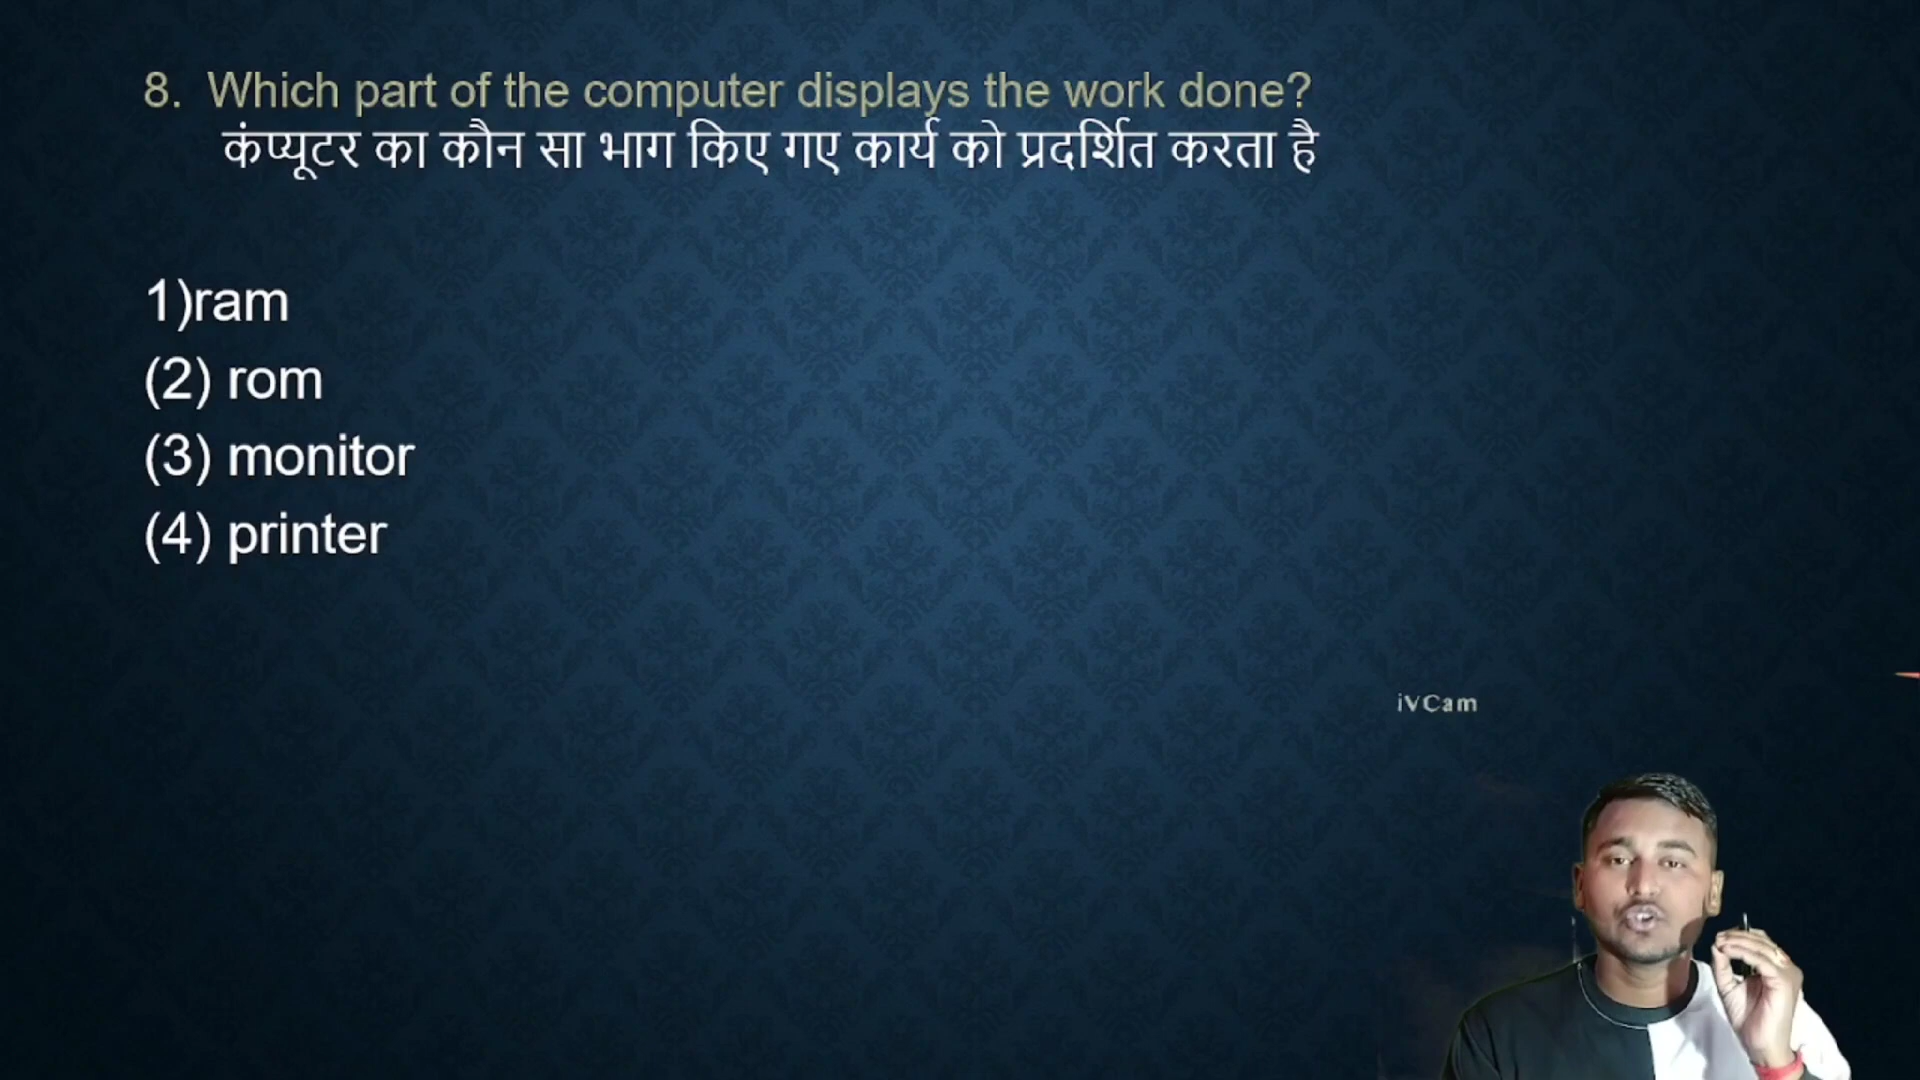 8. Which part of the computer displays the work done?
कंप्यूटर का कौन सा भाग किए गए कार्य को प्रदर्शित करता है
1)ram
(2) rom
(3) monitor
(4) printer
iVCam